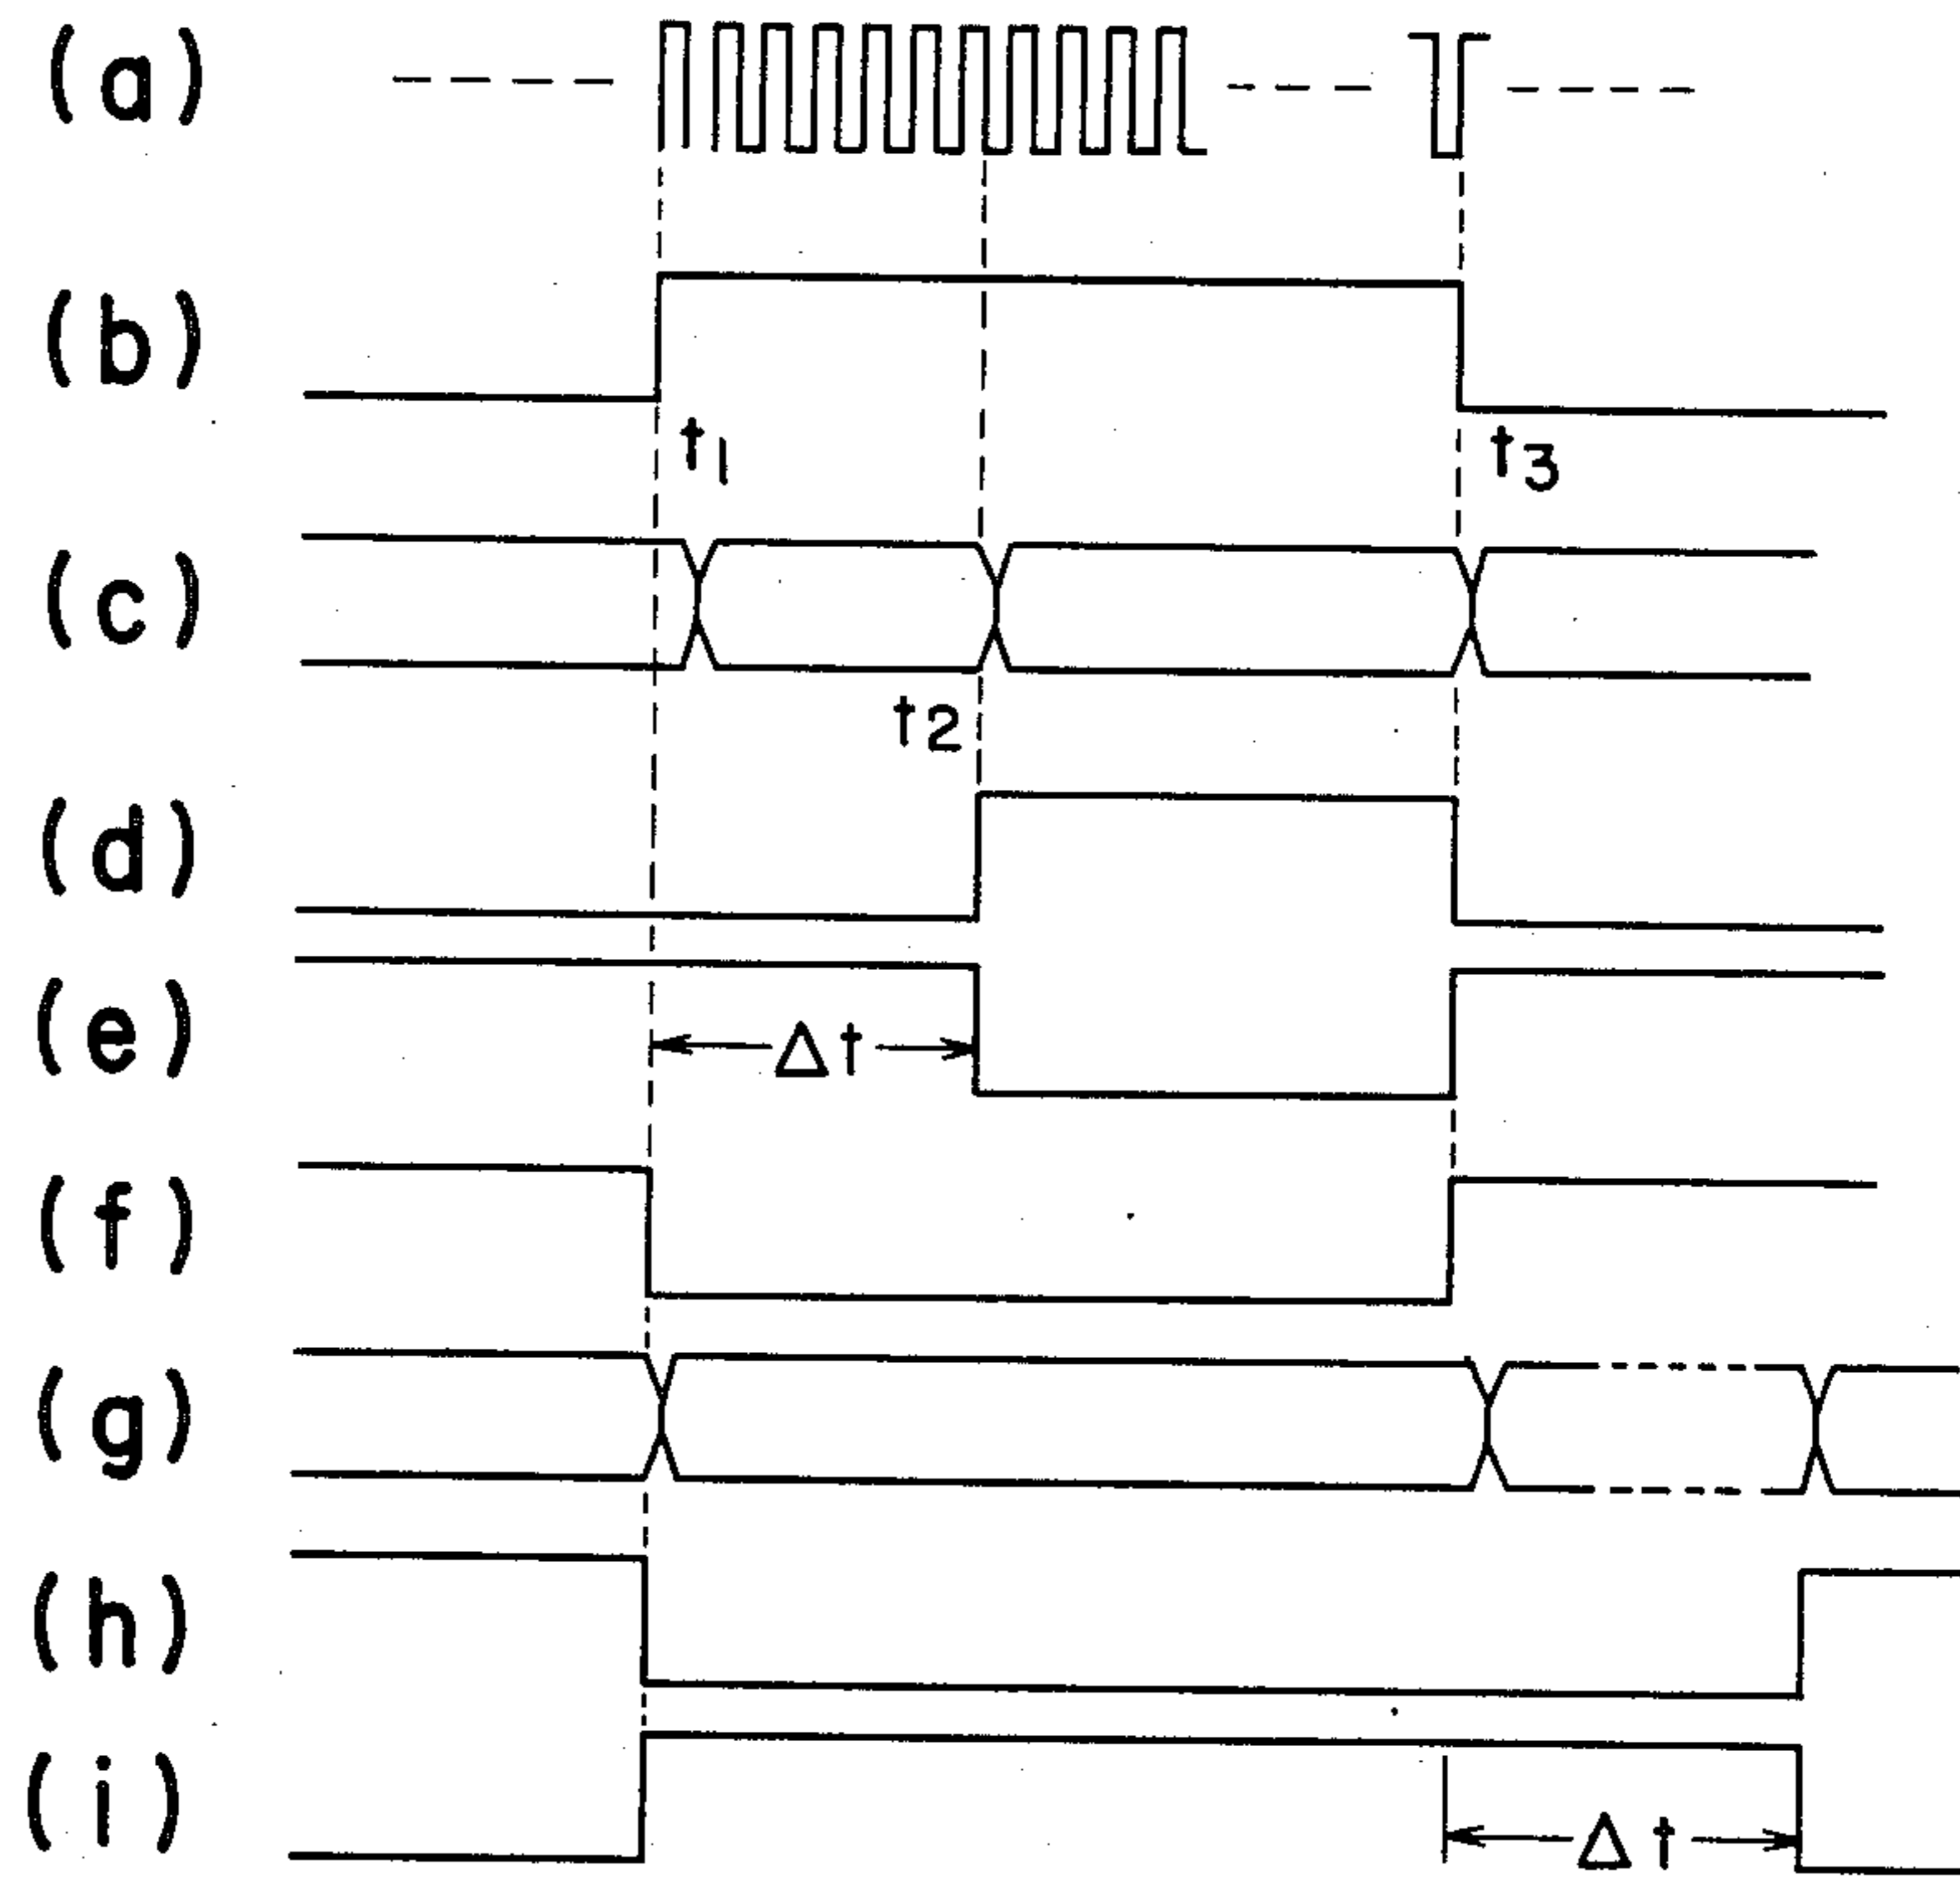 (a)
(b)
t1 t3
(c)
t2
(d)
(e)
Δt
(f)
(g)
(h)
(i)
Δt